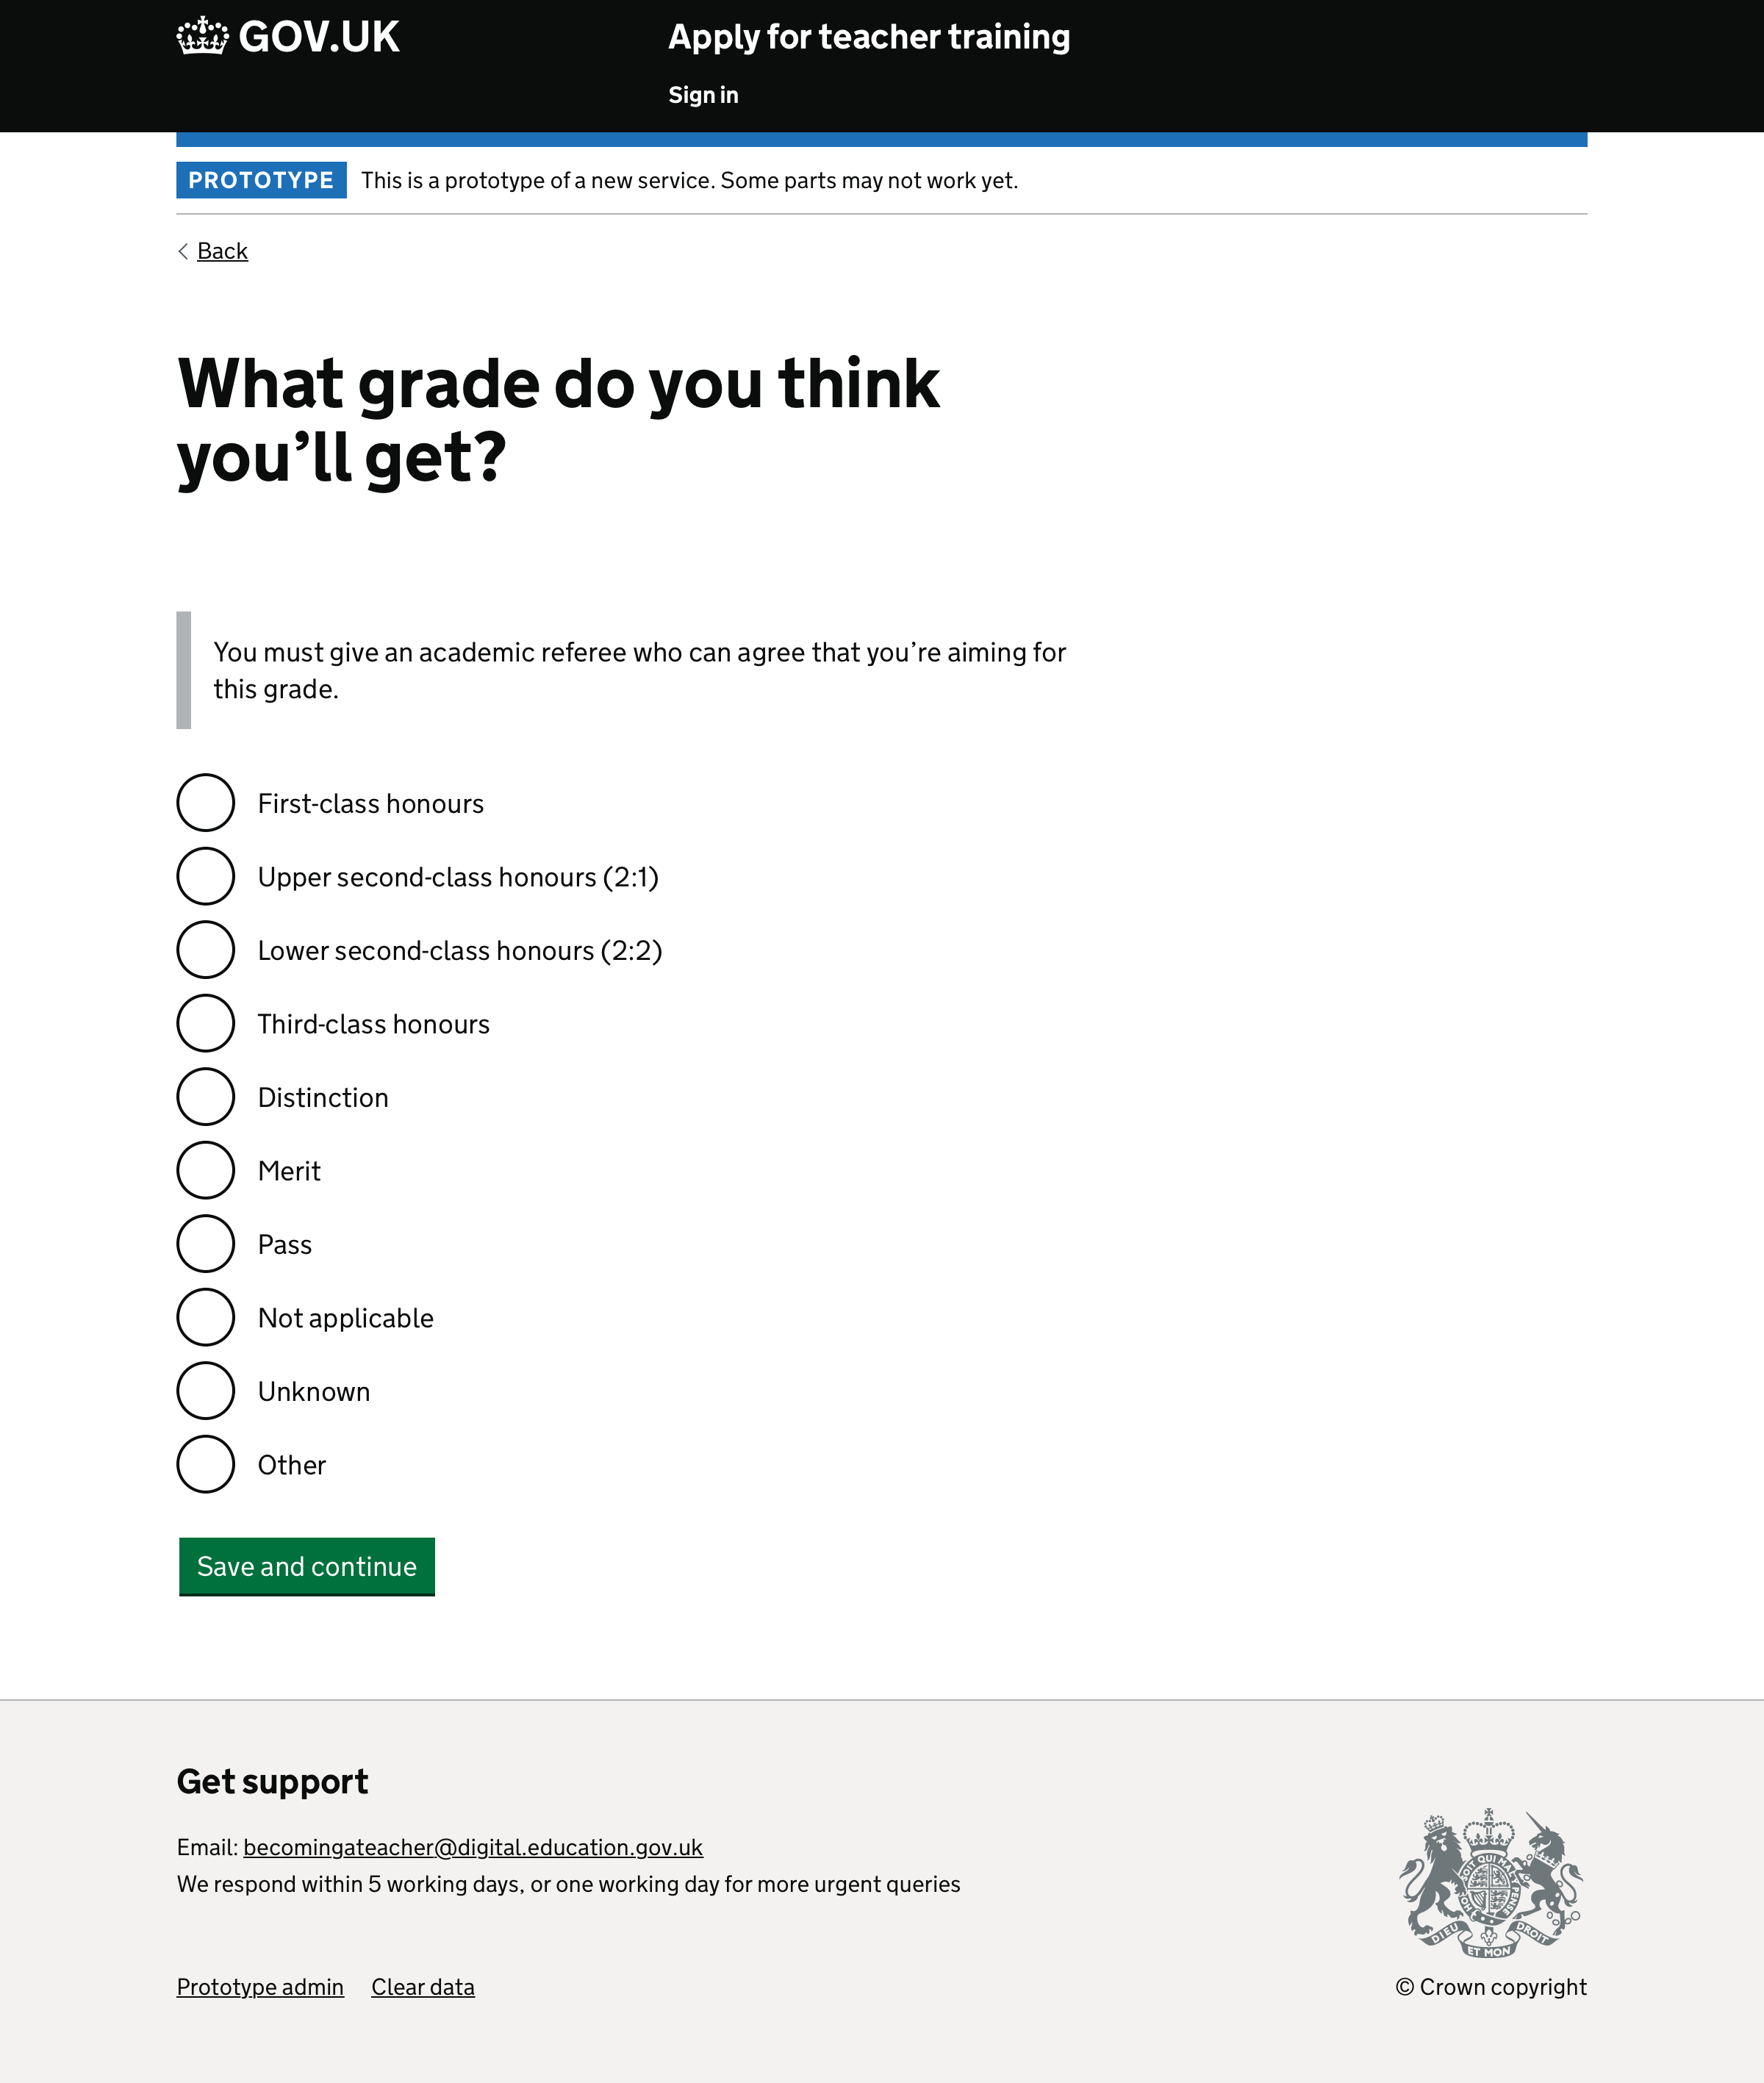 GOV.UK
Apply for teacher training
Sign in
PROTOTYPE This is a prototype of a new service. Some parts may not work yet.
Back
What grade do you think
you’ll get?
You must give an academic referee who can agree that you’re aiming for
this grade.
First-class honours
Upper second-class honours (2:1)
Lower second-class honours (2:2)
Third-class honours
Distinction
Merit
Pass
Not applicable
Unknown
Other
Save and continue
Get support
Email: becomingateacher@digital.education.gov.uk
We respond within 5 working days, or one working day for more urgent queries
DIEU ET MON DROIT
Prototype admin Clear data
© Crown copyright